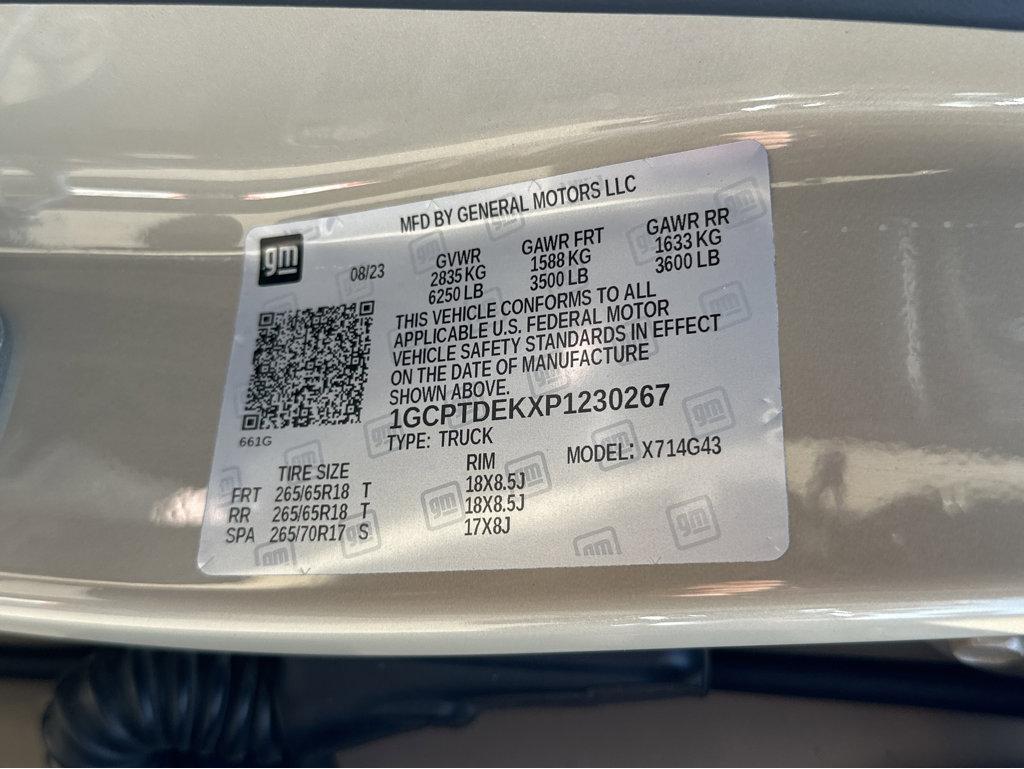 MFD BY GENERAL MOTORS LLC
gm
08/23
GVWR
2835 KG
6250 LB
GAWR FRT
1588 KG
3500 LB
GAWR RR
1633 KG
3600 LB
THIS VEHICLE CONFORMS TO ALL
APPLICABLE U.S. FEDERAL MOTOR
VEHICLE SAFETY STANDARDS IN EFFECT
ON THE DATE OF MANUFACTURE
SHOWN ABOVE.
1GCPTDEKXP1230267
661G
TYPE: TRUCK
MODEL: X714G43
TIRE SIZE RIM
FRT 265/65R18 T 18X8.5J
RR 265/65R18 T 18X8.5J
SPA 265/70R17 S 17X8J